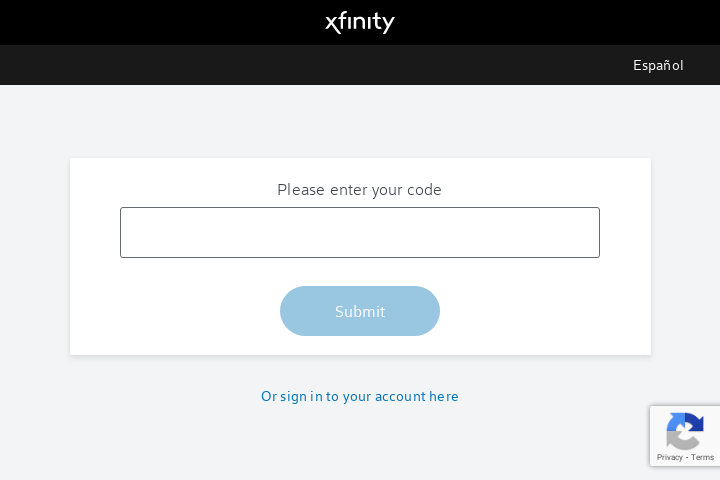 xfinity
Español
Please enter your code
Submit
Or sign in to your account here
Privacy - Terms